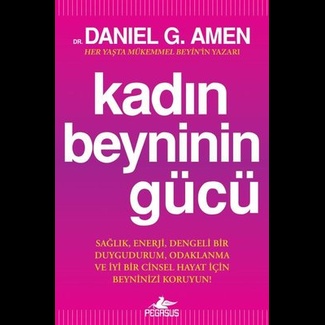 DR. DANIEL G. AMEN
HER YAŞTA MÜKEMMEL BEYİN'İN YAZARI
kadın
beyninin
gücü
SAĞLIK, ENERJİ, DENGELİ BİR
DUYGUDURUM, ODAKLANMA
VE İYİ BİR CİNSEL HAYAT İÇİN
BEYNİNİZİ KORUYUN!
PEGASUS